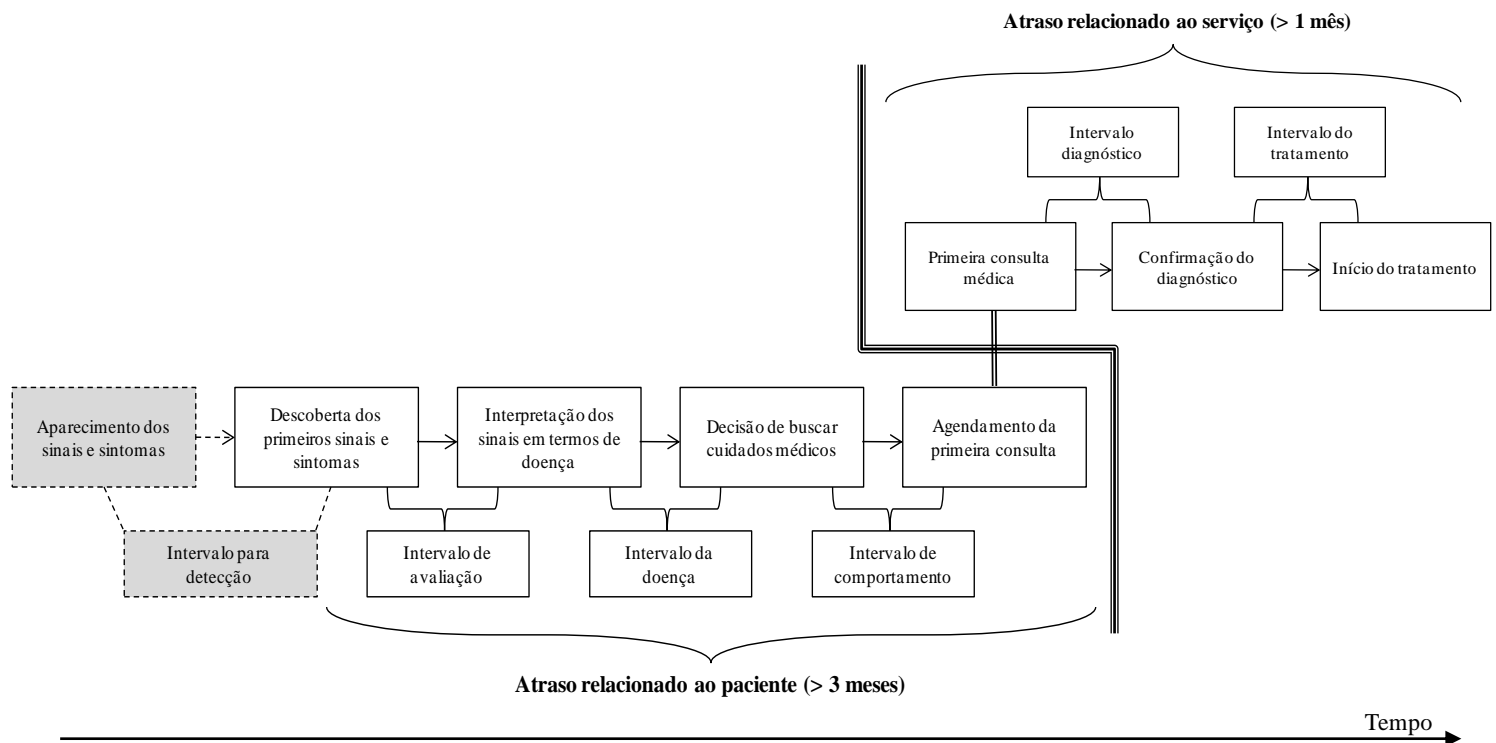 Atraso relacionado ao serviço (> 1 mês)
Intervalo
diagnóstico
Intervalo do
tratamento
Primeira consulta
médica
Confirmação do
diagnóstico
Início do tratamento
Aparecimento dos
sinais e sintomas
Descoberta dos
primeiros sinais e
sintomas
Interpretação dos
sinais em termos de
doença
Decisão de buscar
cuidados médicos
Agendamento da
primeira consulta
Intervalo para
detecção
Intervalo de
avaliação
Intervalo da
doença
Intervalo de
comportamento
Atraso relacionado ao paciente (> 3 meses)
Tempo